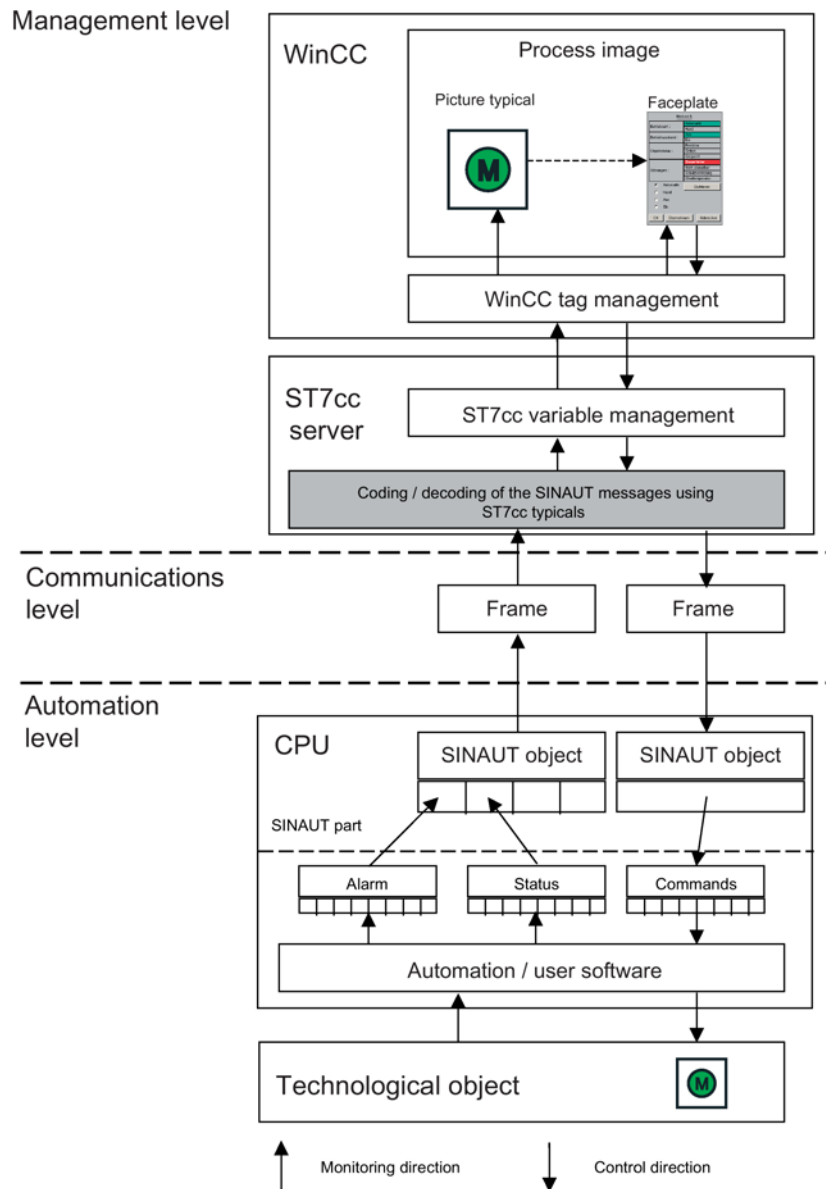 Management level
WinCC
Process image
Picture typical
Faceplate
M
WinCC tag management
ST7cc
server
ST7cc variable management
Coding / decoding of the SINAUT messages using
ST7cc typicals
Communications
level
Frame
Frame
Automation
level
CPU
SINAUT object
SINAUT object
SINAUT part
Alarm
Status
Commands
Automation / user software
Technological object
M
Monitoring direction
Control direction